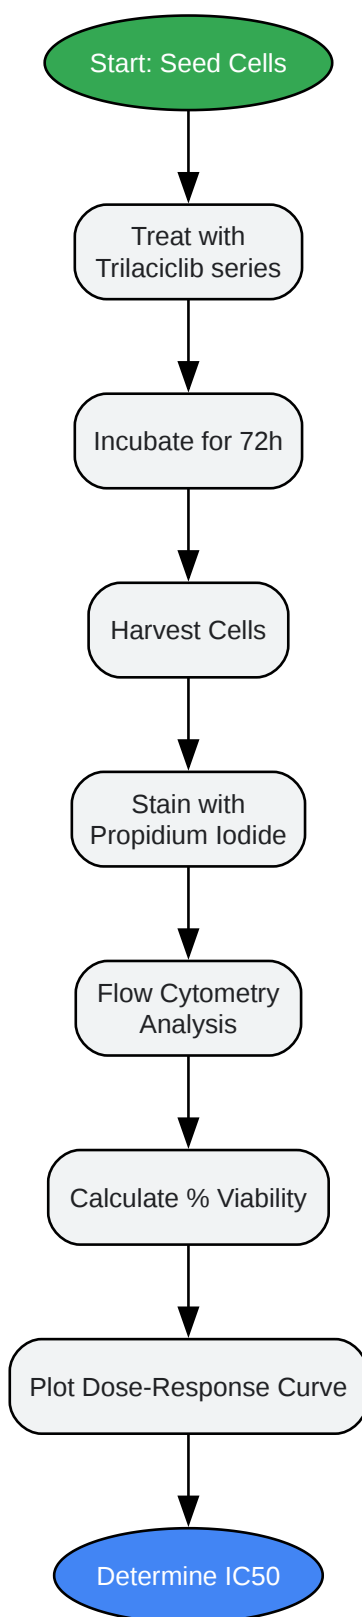 Start: Seed Cells
Treat with
Trilaciclib series
Incubate for 72h
Harvest Cells
Stain with
Propidium Iodide
Flow Cytometry
Analysis
Calculate % Viability
Plot Dose-Response Curve
Determine IC50